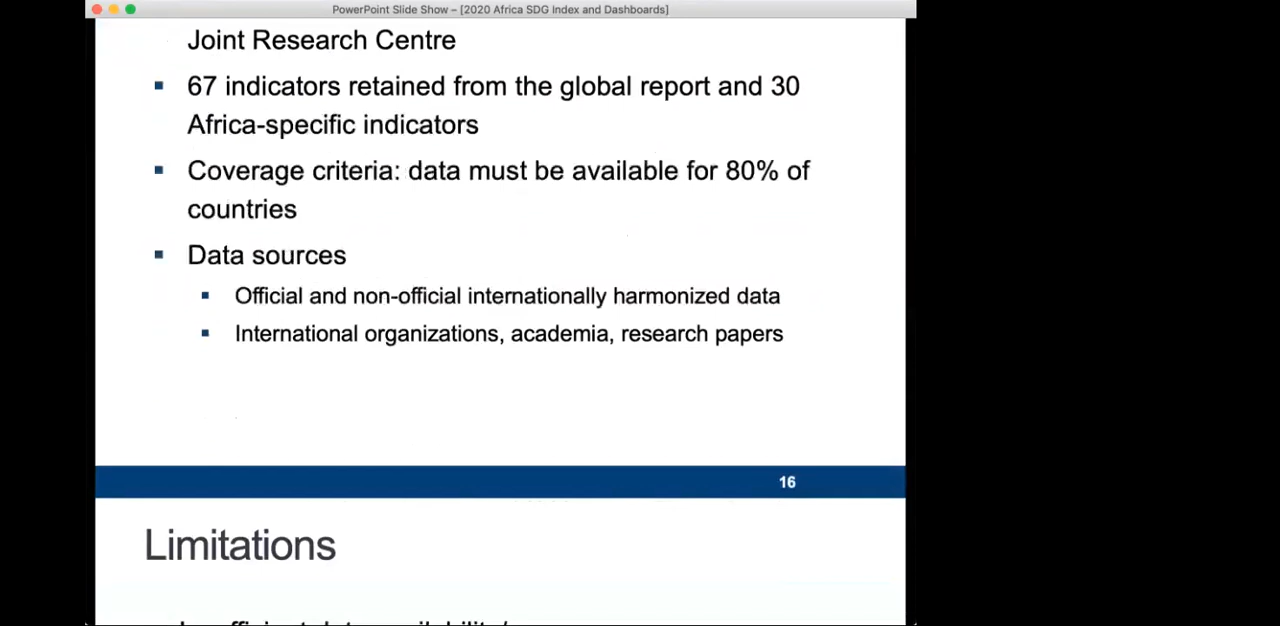 PowerPoint Slide Show – [2020 Africa SDG Index and Dashboards]
Joint Research Centre
▪ 67 indicators retained from the global report and 30
Africa-specific indicators
▪ Coverage criteria: data must be available for 80% of
countries
▪ Data sources
▪ Official and non-official internationally harmonized data
▪ International organizations, academia, research papers
16
Limitations